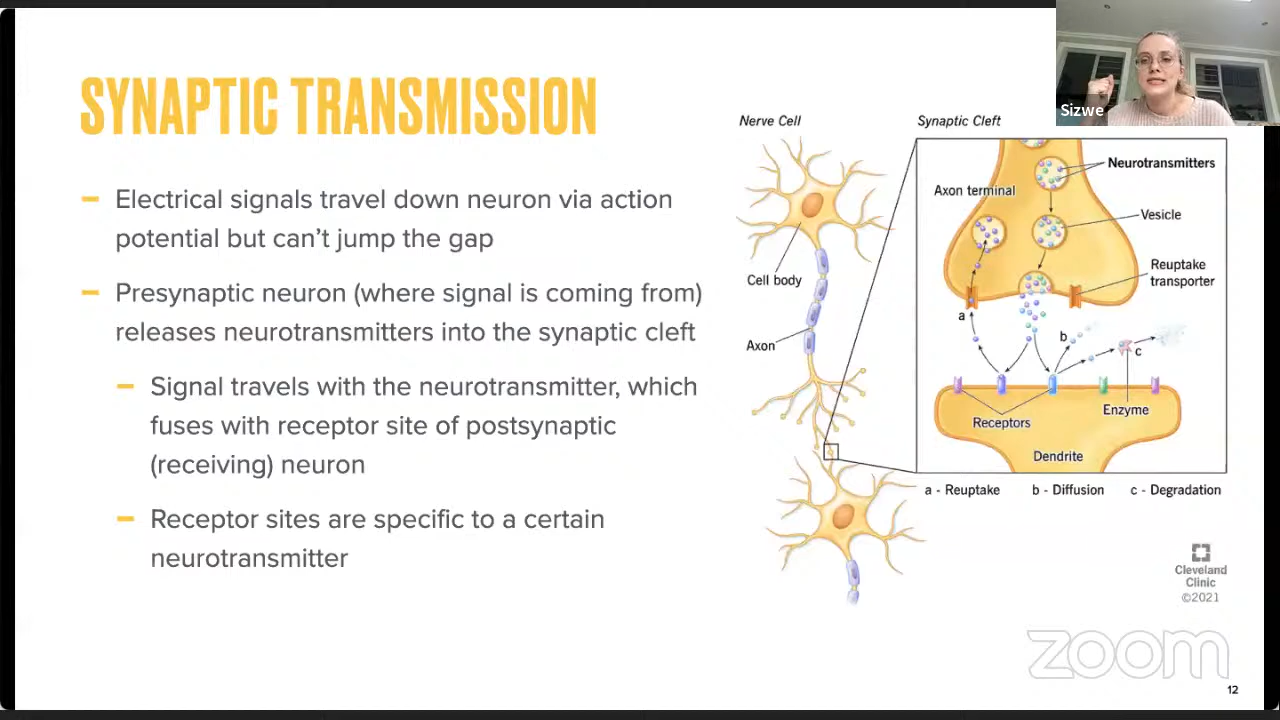 SYNAPTIC TRANSMISSION
– Electrical signals travel down neuron via action
potential but can’t jump the gap
– Presynaptic neuron (where signal is coming from)
releases neurotransmitters into the synaptic cleft
– Signal travels with the neurotransmitter, which
fuses with receptor site of postsynaptic
(receiving) neuron
– Receptor sites are specific to a certain
neurotransmitter
Nerve Cell
Cell body
Axon
Synaptic Cleft
Neurotransmitters
Axon terminal
Vesicle
Reuptake
transporter
a
b
c
Receptors
Enzyme
Dendrite
a - Reuptake b - Diffusion c - Degradation
Cleveland
Clinic
©2021
Sizwe
zoom
12